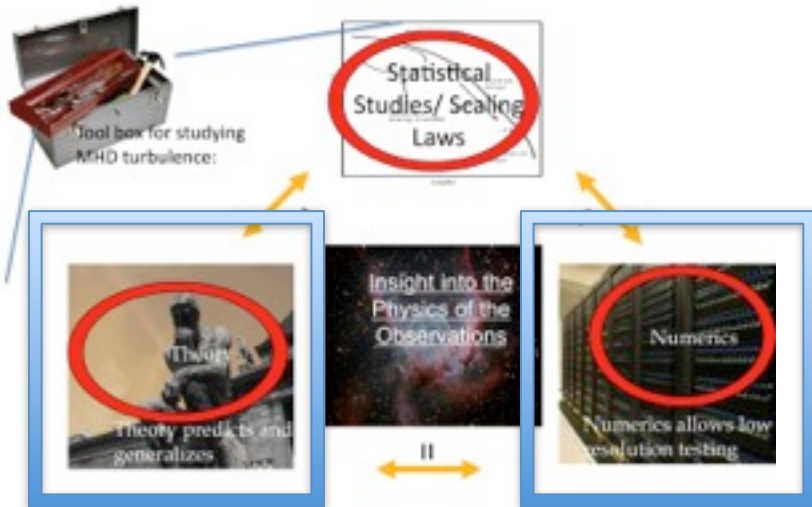 Statistical
Studies/ Scaling
Laws
Tool box for studying
MHD turbulence:
Insight into the
Physics of the
Observations
Theory
Numerics
Theory predicts and
generalizes
Numerics allows low
resolution testing
II